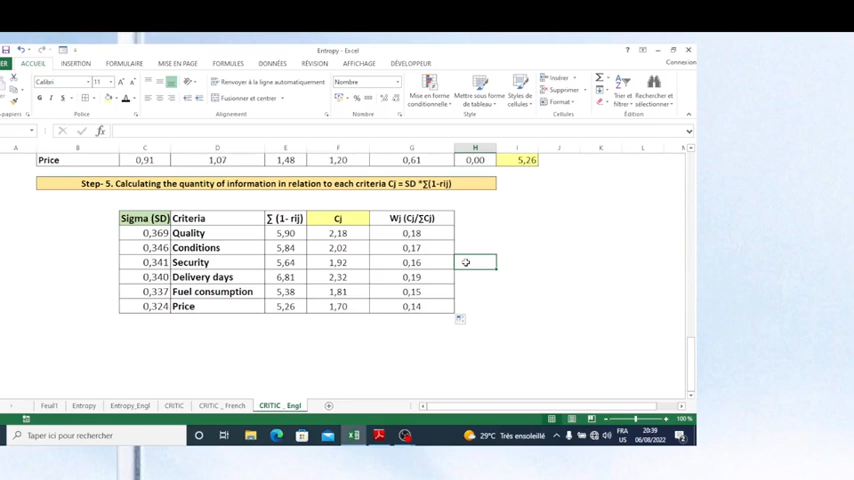 Entropy - Excel
ACCUEIL INSERTION FORMULAIRE MISE EN PAGE FORMULES DONNÉES RÉVISION AFFICHAGE DÉVELOPPEUR Connexion
Calibri 11 Renvoyer à la ligne automatiquement Nombre Insérer
G I S Fusionner et centrer % 000 Mise en forme conditionnelle Mettre sous forme de tableau Styles de cellules Supprimer Format Trier et filtrer Rechercher et sélectionner
Police Alignement Nombre Style Cellules Édition
A B C D E F G H I J K L
Price 0,91 1,07 1,48 1,20 0,61 0,00 5,26
Step- 5. Calculating the quantity of information in relation to each criteria Cj = SD *∑(1-rij)
Sigma (SD) Criteria ∑ (1- rij) Cj Wj (Cj/∑Cj)
0,369 Quality 5,90 2,18 0,18
0,346 Conditions 5,84 2,02 0,17
0,341 Security 5,64 1,92 0,16
0,340 Delivery days 6,81 2,32 0,19
0,337 Fuel consumption 5,38 1,81 0,15
0,324 Price 5,26 1,70 0,14
Feuil1 Entropy Entropy_Engl CRITIC CRITIC _ French CRITIC _ Engl
100 %
Taper ici pour rechercher 29°C Très ensoleillé FRA 20:39
US 06/08/2022 2